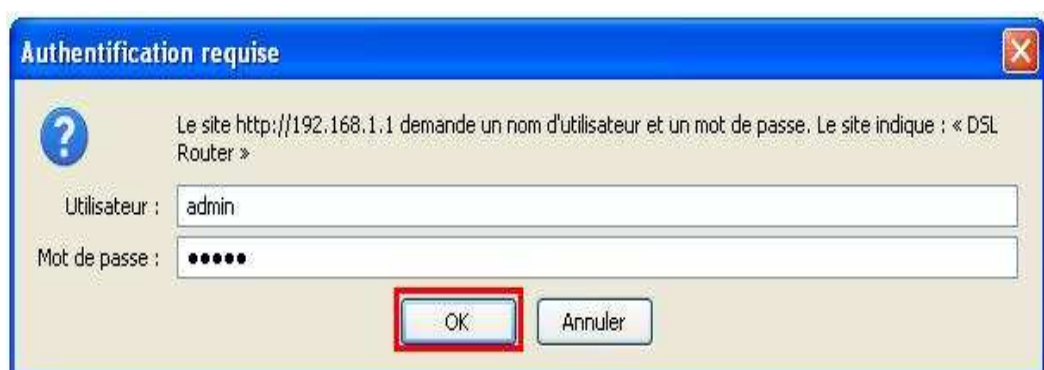 Authentification requise
Le site http://192.168.1.1 demande un nom d'utilisateur et un mot de passe. Le site indique : « DSL
Router »
Utilisateur : admin
Mot de passe : •••••
OK Annuler